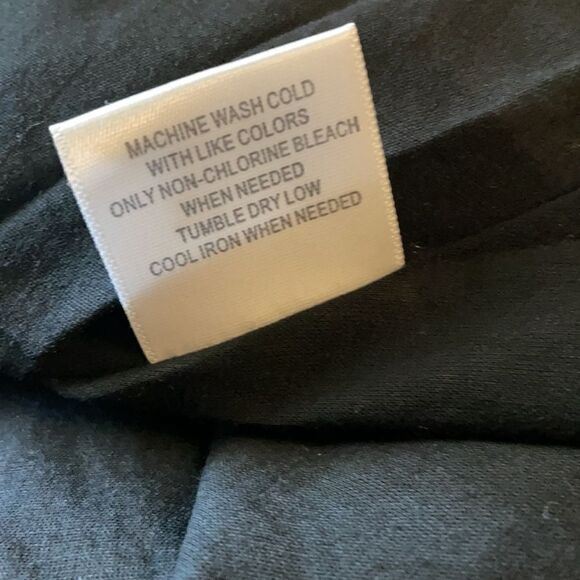 MACHINE WASH COLD
WITH LIKE COLORS
ONLY NON-CHLORINE BLEACH
WHEN NEEDED
TUMBLE DRY LOW
COOL IRON WHEN NEEDED